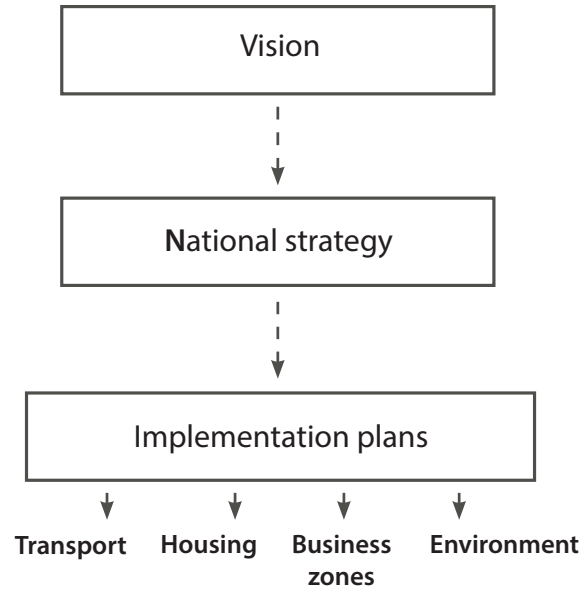 Vision
National strategy
Implementation plans
Transport Housing Business Environment
zones